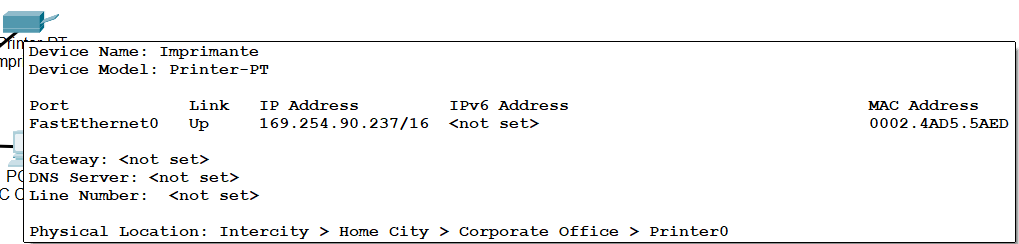 Device Name: Imprimante
Device Model: Printer-PT
Port Link IP Address IPv6 Address MAC Address
FastEthernet0 Up 169.254.90.237/16 <not set> 0002.4AD5.5AED
Gateway: <not set>
DNS Server: <not set>
Line Number: <not set>
Physical Location: Intercity > Home City > Corporate Office > Printer0